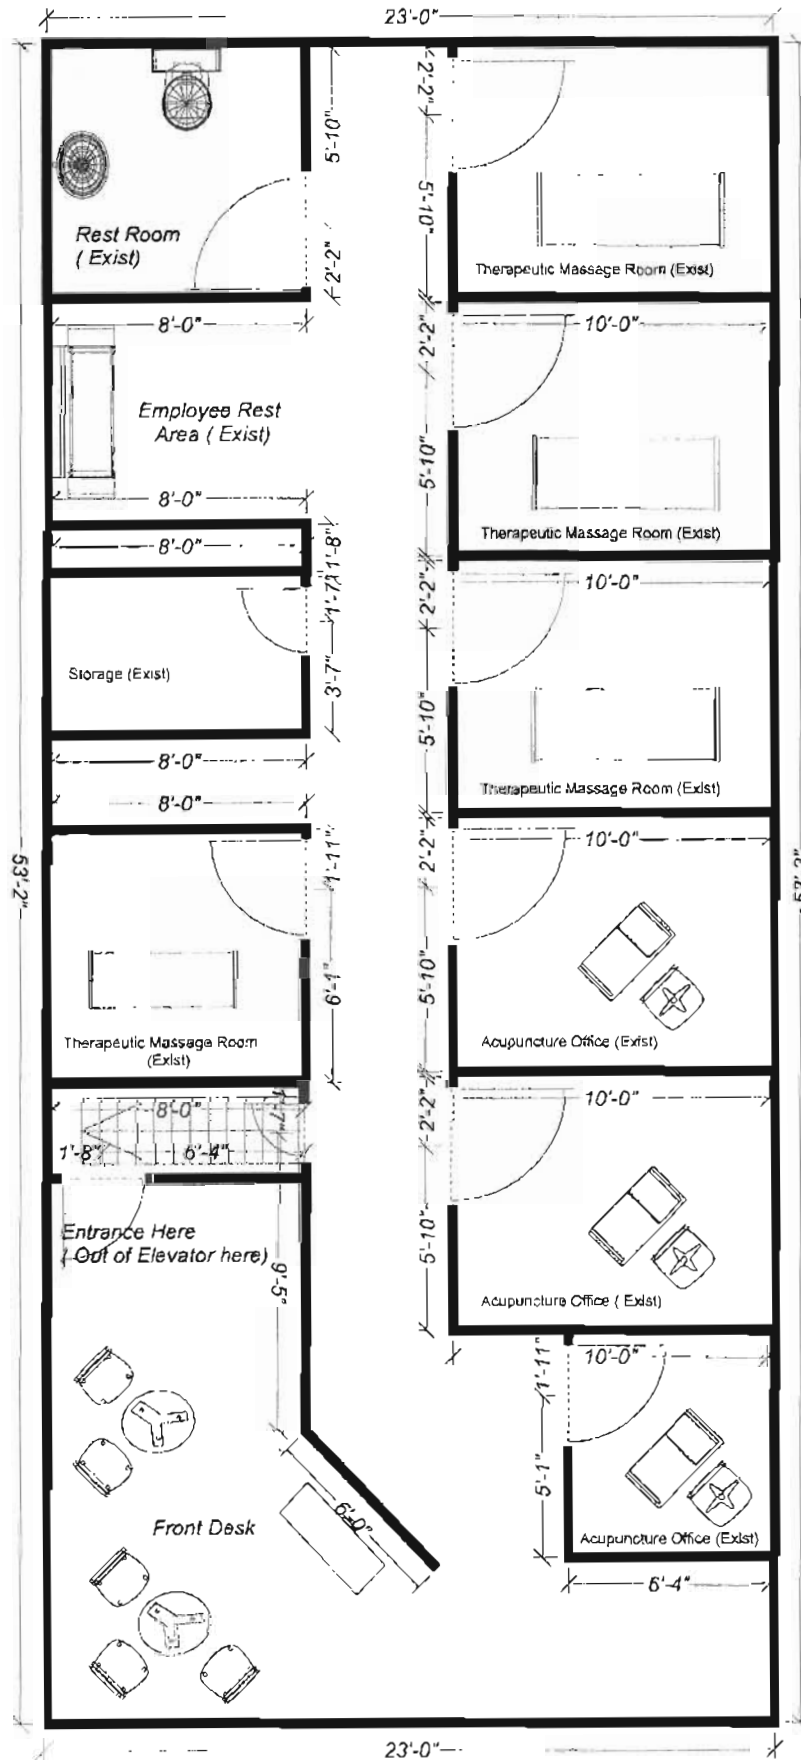 23'-0"
5'-10"
2'-2"
2'-2"
5'-10"
Rest Room
( Exist)
Therapeutic Massage Room (Exist)
8'-0"
2'-2"
10'-0"
Employee Rest
Area ( Exist)
5'-10"
8'-0"
Therapeutic Massage Room (Exist)
8'-0"
1'-8"
2'-2"
10'-0"
1'-7"
Storage (Exist)
3'-7"
5'-10"
8'-0"
Therapeutic Massage Room (Exist)
8'-0"
53'-2"
53'-2"
1'-11"
2'-2"
10'-0"
6'-1"
5'-10"
Therapeutic Massage Room
(Exist)
Acupuncture Office (Exist)
8'-0"
1'-7"
2'-2"
10'-0"
1'-8"
6'-4"
Entrance Here
( Out of Elevator here)
9'-5"
5'-10"
Acupuncture Office ( Exist)
1'-11"
10'-0"
5'-1"
6'-0"
Front Desk
Acupuncture Office (Exist)
6'-4"
23'-0"